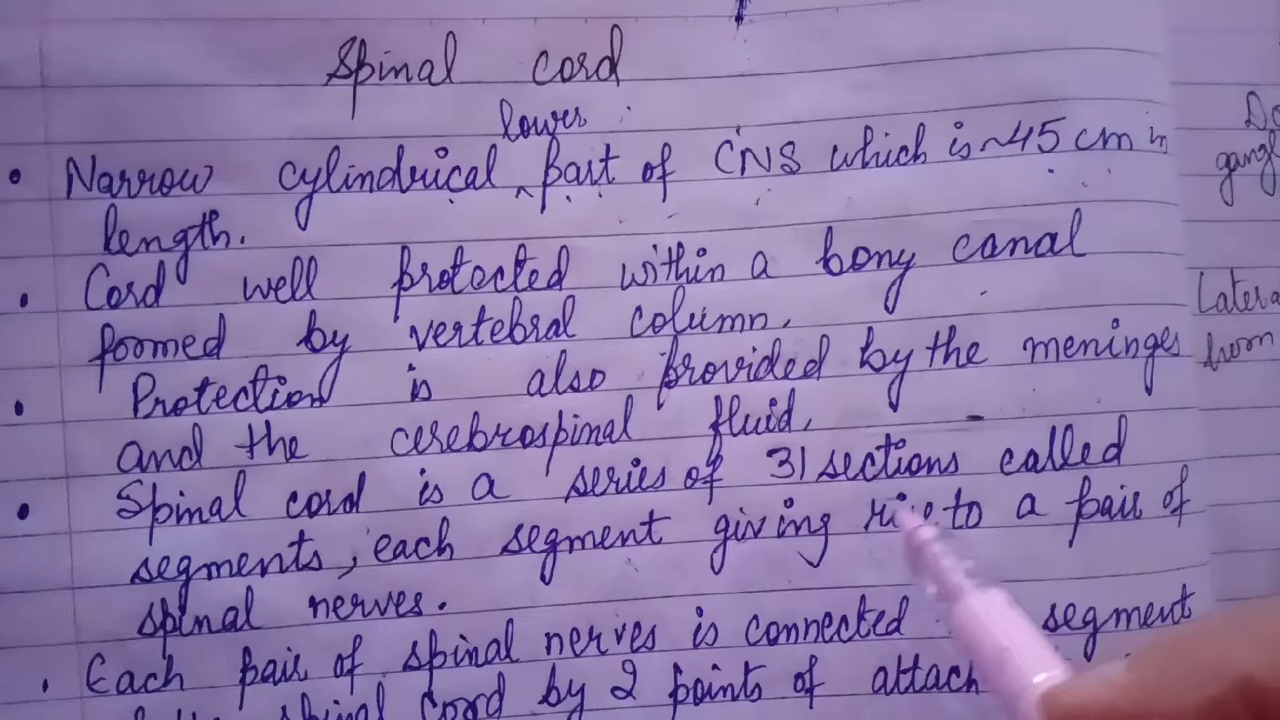 Spinal cord
lower
• Narrow cylindrical ^ part of CNS which is ~45 cm in
length.
• Cord well protected within a bony canal
formed by vertebral column.
• Protection is also provided by the meninges
and the cerebrospinal fluid.
• Spinal cord is a series of 31 sections called
segments, each segment giving rise to a pair of
spinal nerves.
• Each pair of spinal nerves is connected segment
spinal cord by 2 points of attach
from